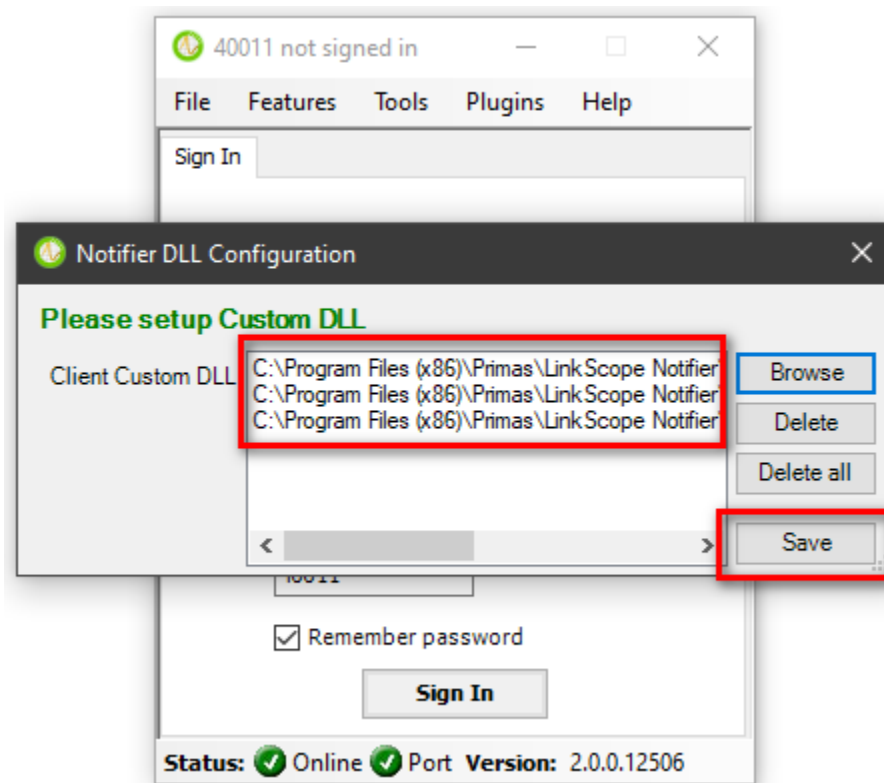 40011 not signed in
File Features Tools Plugins Help
Sign In
Notifier DLL Configuration
Please setup Custom DLL
Client Custom DLL
C:\Program Files (x86)\Primas\LinkScope Notifier\
C:\Program Files (x86)\Primas\LinkScope Notifier\
C:\Program Files (x86)\Primas\LinkScope Notifier\
Browse
Delete
Delete all
Save
40011
Remember password
Sign In
Status: Online Port Version: 2.0.0.12506